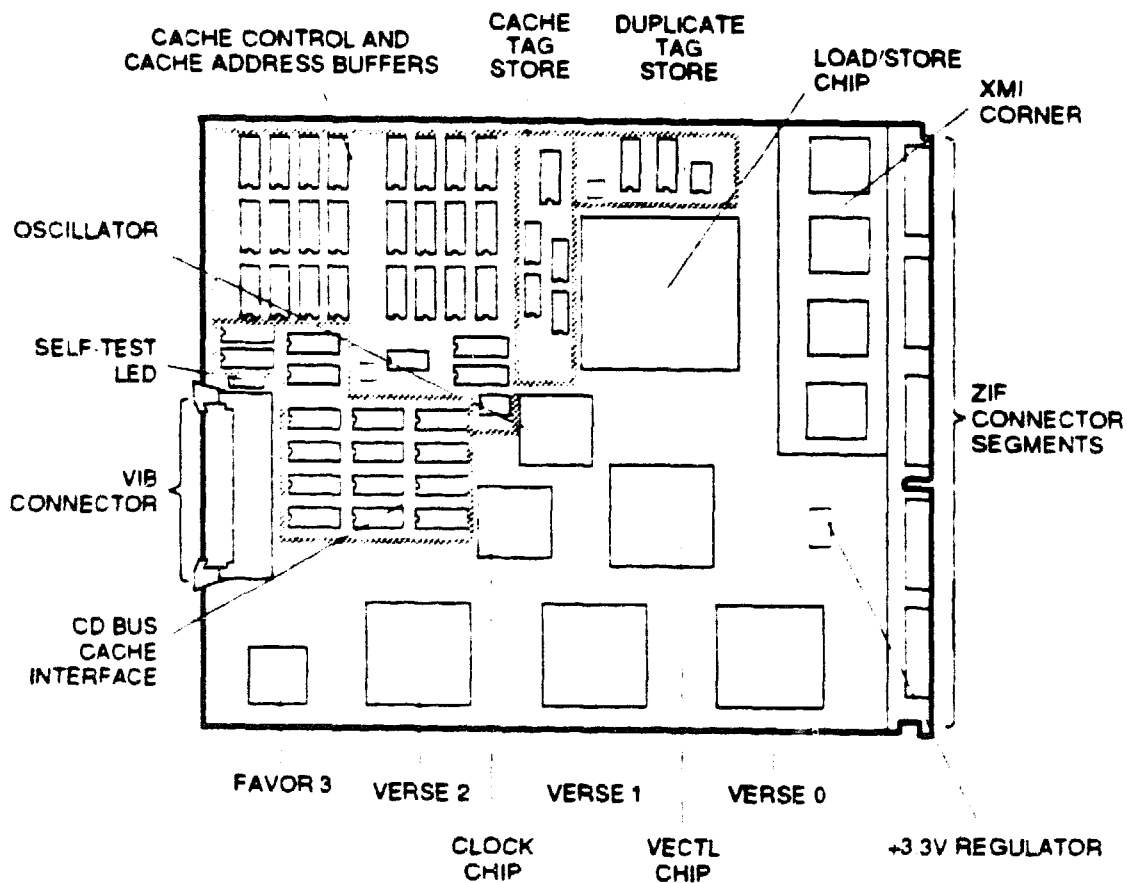 CACHE CONTROL AND
CACHE ADDRESS BUFFERS
CACHE
TAG
STORE
DUPLICATE
TAG
STORE
LOAD/STORE
CHIP
XMI
CORNER
OSCILLATOR
SELF-TEST
LED
VIB
CONNECTOR
ZIF
CONNECTOR
SEGMENTS
CD BUS
CACHE
INTERFACE
FAVOR 3
VERSE 2
VERSE 1
VERSE 0
CLOCK
CHIP
VECTL
CHIP
+3.3V REGULATOR